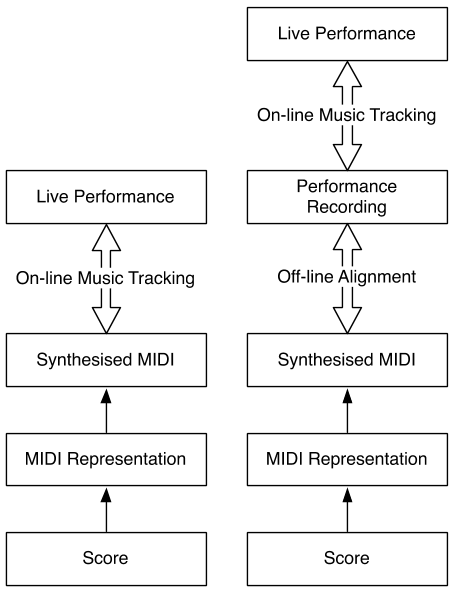 Live Performance
On-line Music Tracking
Synthesised MIDI
MIDI Representation
Score
Live Performance
On-line Music Tracking
Performance
Recording
Off-line Alignment
Synthesised MIDI
MIDI Representation
Score